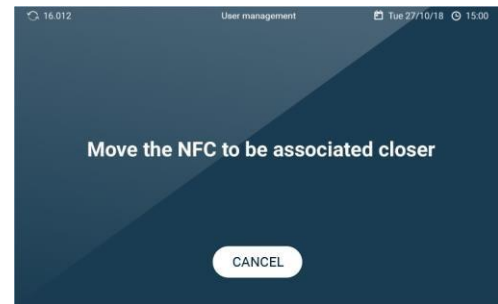 16.012 User management Tue 27/10/18 15:00
Move the NFC to be associated closer
CANCEL